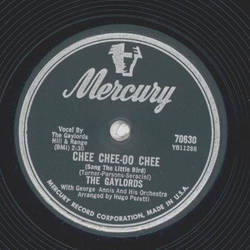 Mercury
Vocal By
The Gaylords
Hill & Range
(BMI) 2:30
70630
YB11288
CHEE CHEE-OO CHEE
(Sang The Little Bird)
(Turner-Parsons-Seracini)
THE GAYLORDS
With George Annis And His Orchestra
Arranged by Hugo Peretti
MERCURY RECORD CORPORATION, MADE IN U.S.A.